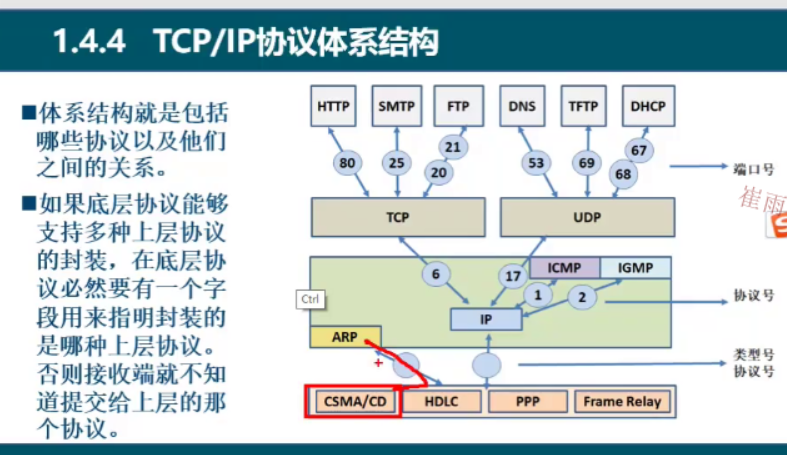 1.4.4 TCP/IP协议体系结构
■体系结构就是包括
哪些协议以及他们
之间的关系。
■如果底层协议能够
支持多种上层协议
的封装，在底层协
议必然要有一个字
段用来指明封装的
是哪种上层协议。
否则接收端就不知
道提交给上层的那
个协议。
HTTP SMTP FTP DNS TFTP DHCP
80 25 20 21 53 69 68 67
端口号
崔雨
TCP UDP
6 17 ICMP IGMP
1 2
协议号
Ctrl
IP
ARP
类型号
协议号
CSMA/CD HDLC PPP Frame Relay